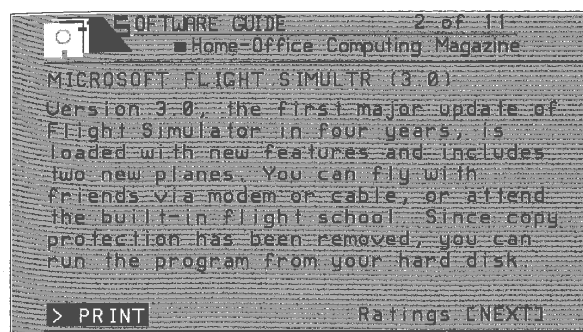 SOFTWARE GUIDE 2 of 11
Home-Office Computing Magazine
MICROSOFT FLIGHT SIMULTR (3.0)
Version 3.0, the first major update of
Flight Simulator in four years, is
loaded with new features and includes
two new planes. You can fly with
friends via modem or cable, or attend
the built-in flight school. Since copy
protection has been removed, you can
run the program from your hard disk.
> PRINT Ratings [NEXT]